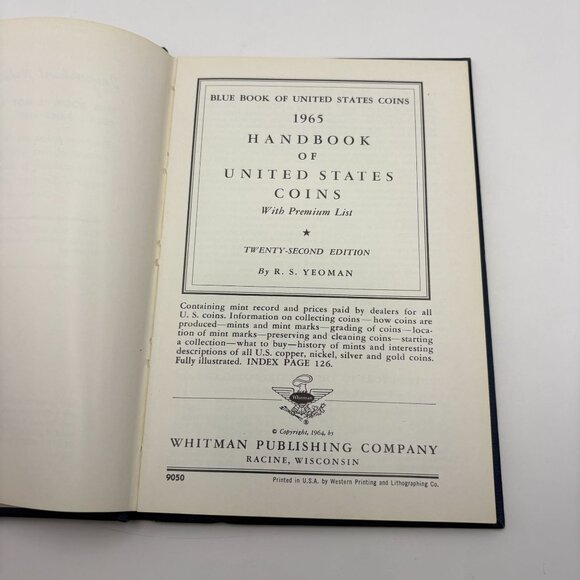 BLUE BOOK OF UNITED STATES COINS
1965
HANDBOOK
OF
UNITED STATES
COINS
With Premium List
★
TWENTY-SECOND EDITION
By R. S. YEOMAN
Containing mint record and prices paid by dealers for all
U. S. coins. Information on collecting coins—how coins are
produced—mints and mint marks—grading of coins—loca-
tion of mint marks—preserving and cleaning coins—starting
a collection—what to buy—history of mints and interesting
descriptions of all U.S. copper, nickel, silver and gold coins.
Fully illustrated. INDEX PAGE 126.
Whitman
®
© Copyright, 1964, by
WHITMAN PUBLISHING COMPANY
RACINE, WISCONSIN
9050 Printed in U.S.A. by Western Printing and Lithographing Co.